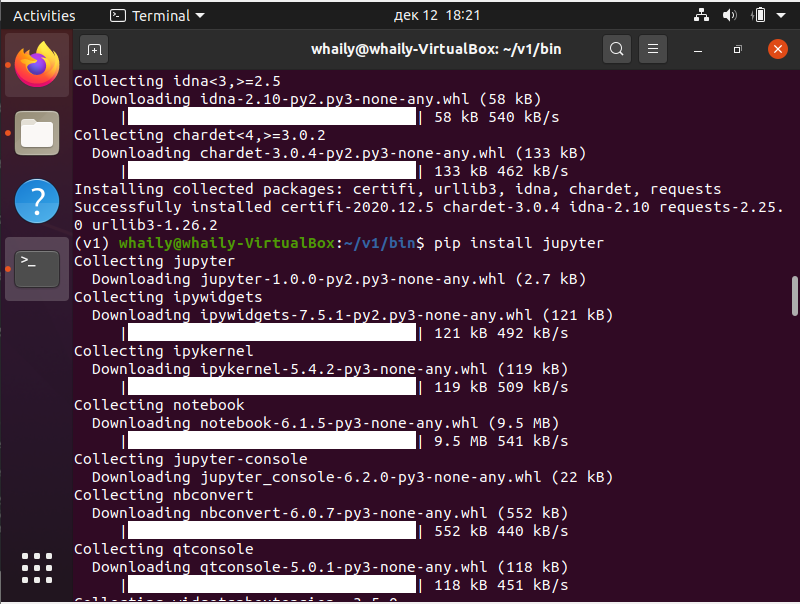 Activities
Terminal
дек 12 18:21
whaily@whaily-VirtualBox: ~/v1/bin
Collecting idna<3,>=2.5
Downloading idna-2.10-py2.py3-none-any.whl (58 kB)
| | 58 kB 540 kB/s
Collecting chardet<4,>=3.0.2
Downloading chardet-3.0.4-py2.py3-none-any.whl (133 kB)
| | 133 kB 462 kB/s
Installing collected packages: certifi, urllib3, idna, chardet, requests
Successfully installed certifi-2020.12.5 chardet-3.0.4 idna-2.10 requests-2.25.
0 urllib3-1.26.2
(v1) whaily@whaily-VirtualBox:~/v1/bin$ pip install jupyter
Collecting jupyter
Downloading jupyter-1.0.0-py2.py3-none-any.whl (2.7 kB)
Collecting ipywidgets
Downloading ipywidgets-7.5.1-py2.py3-none-any.whl (121 kB)
| | 121 kB 492 kB/s
Collecting ipykernel
Downloading ipykernel-5.4.2-py3-none-any.whl (119 kB)
| | 119 kB 509 kB/s
Collecting notebook
Downloading notebook-6.1.5-py3-none-any.whl (9.5 MB)
| | 9.5 MB 541 kB/s
Collecting jupyter-console
Downloading jupyter_console-6.2.0-py3-none-any.whl (22 kB)
Collecting nbconvert
Downloading nbconvert-6.0.7-py3-none-any.whl (552 kB)
| | 552 kB 440 kB/s
Collecting qtconsole
Downloading qtconsole-5.0.1-py3-none-any.whl (118 kB)
| | 118 kB 451 kB/s